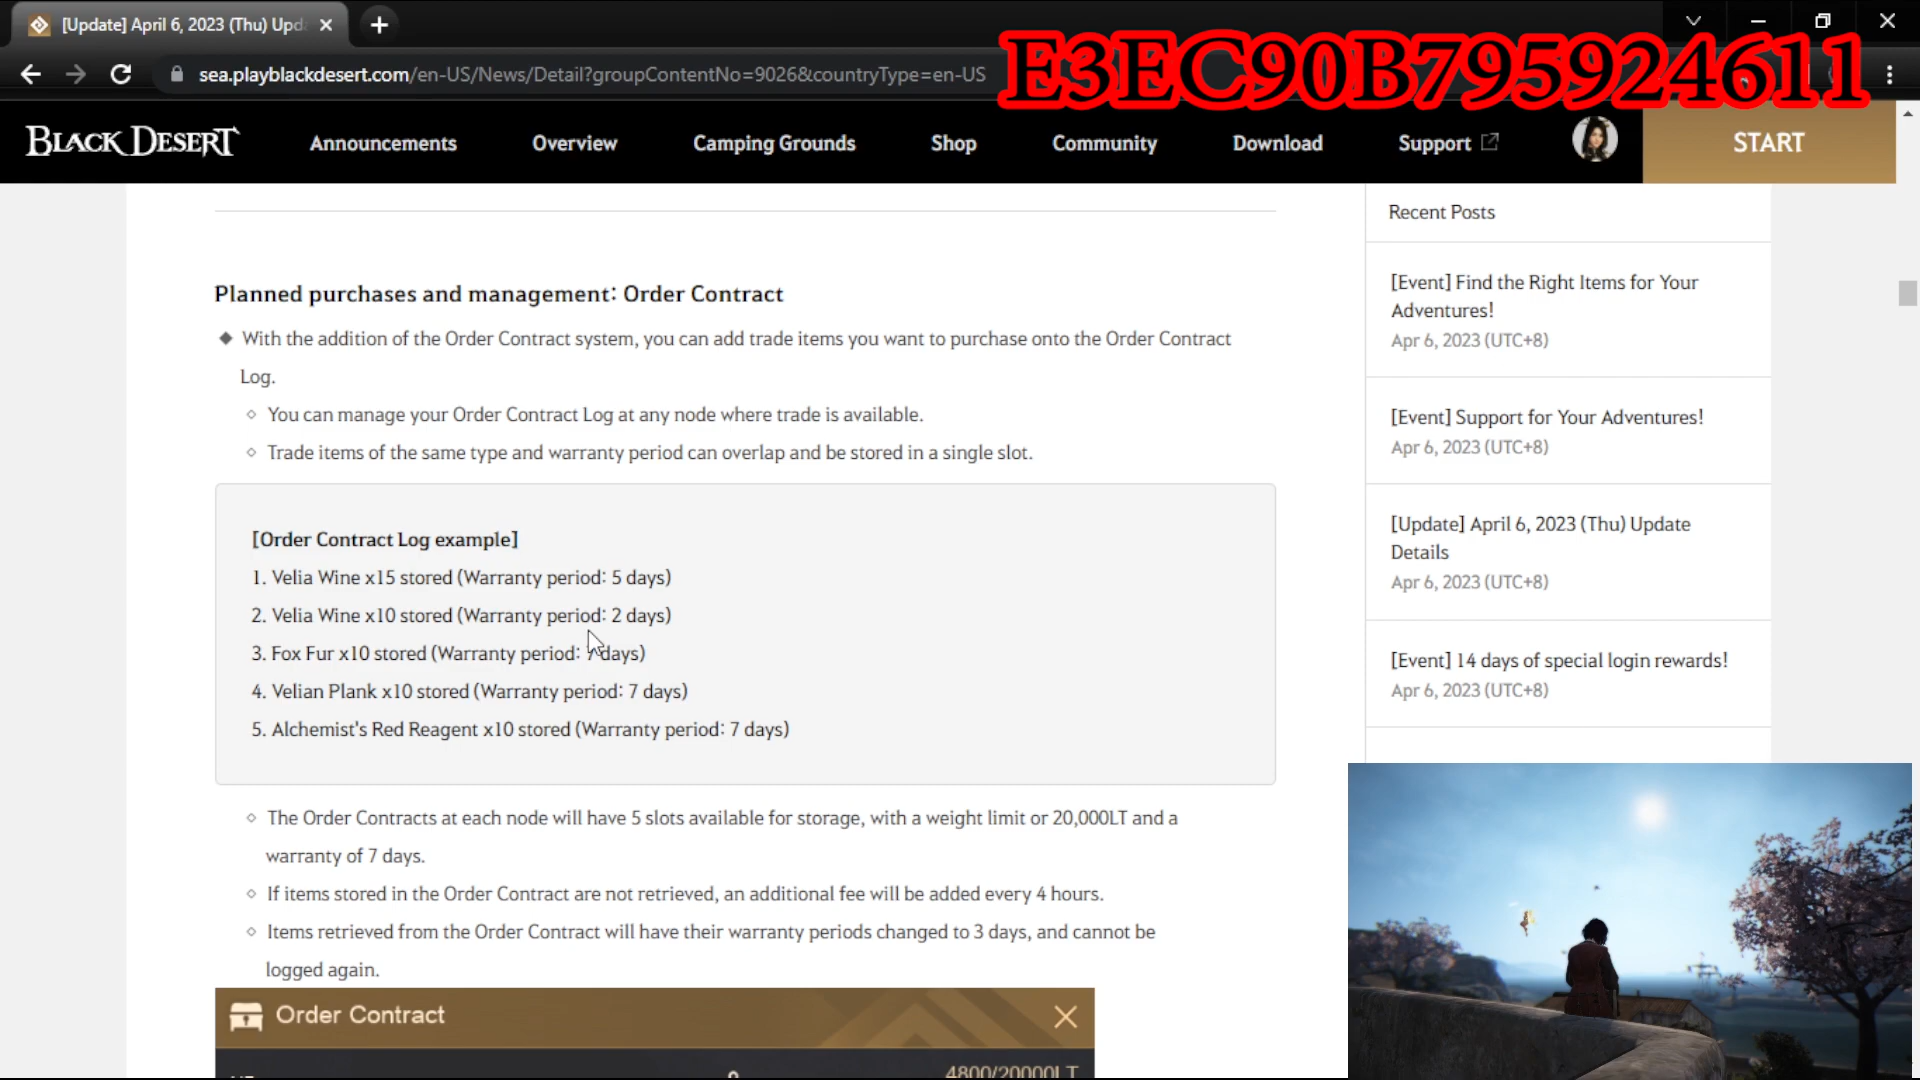 [Update] April 6, 2023 (Thu) Upd
sea.playblackdesert.com/en-US/News/Detail?groupContentNo=9026&countryType=en-US
E3EC90B795924611
BLACK DESERT
Announcements
Overview
Camping Grounds
Shop
Community
Download
Support
START
Planned purchases and management: Order Contract
◆ With the addition of the Order Contract system, you can add trade items you want to purchase onto the Order Contract
Log.
◇ You can manage your Order Contract Log at any node where trade is available.
◇ Trade items of the same type and warranty period can overlap and be stored in a single slot.
[Order Contract Log example]
1. Velia Wine x15 stored (Warranty period: 5 days)
2. Velia Wine x10 stored (Warranty period: 2 days)
3. Fox Fur x10 stored (Warranty period: 7 days)
4. Velian Plank x10 stored (Warranty period: 7 days)
5. Alchemist's Red Reagent x10 stored (Warranty period: 7 days)
◇ The Order Contracts at each node will have 5 slots available for storage, with a weight limit or 20,000LT and a
warranty of 7 days.
◇ If items stored in the Order Contract are not retrieved, an additional fee will be added every 4 hours.
◇ Items retrieved from the Order Contract will have their warranty periods changed to 3 days, and cannot be
logged again.
Order Contract
4800/20000LT
Recent Posts
[Event] Find the Right Items for Your
Adventures!
Apr 6, 2023 (UTC+8)
[Event] Support for Your Adventures!
Apr 6, 2023 (UTC+8)
[Update] April 6, 2023 (Thu) Update
Details
Apr 6, 2023 (UTC+8)
[Event] 14 days of special login rewards!
Apr 6, 2023 (UTC+8)